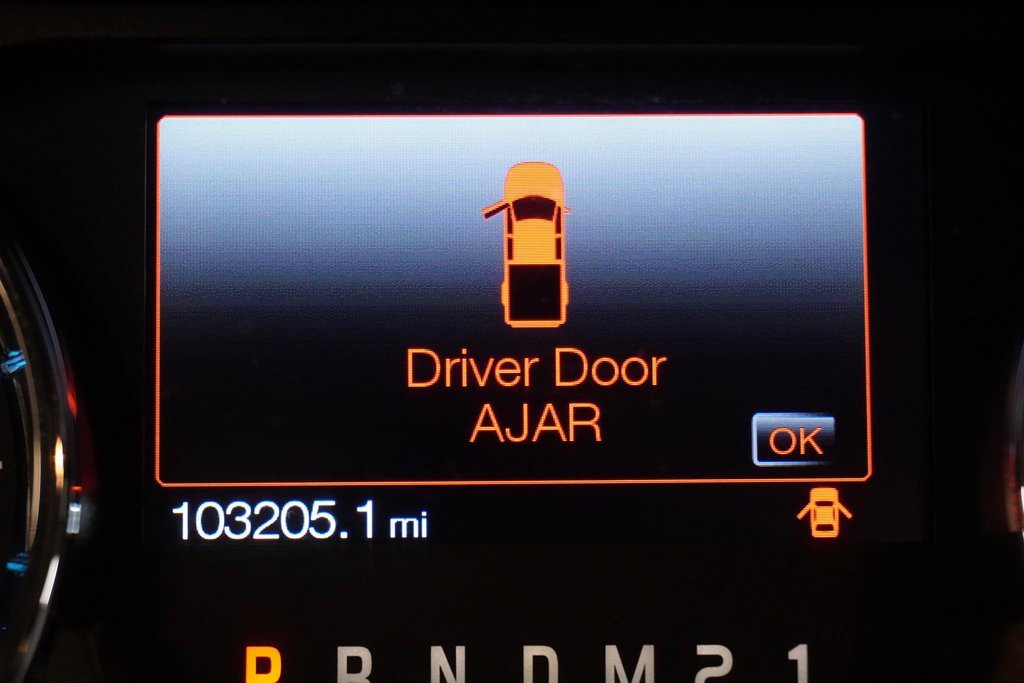 Driver Door
AJAR
OK
103205.1 mi
P R N D M 2 1